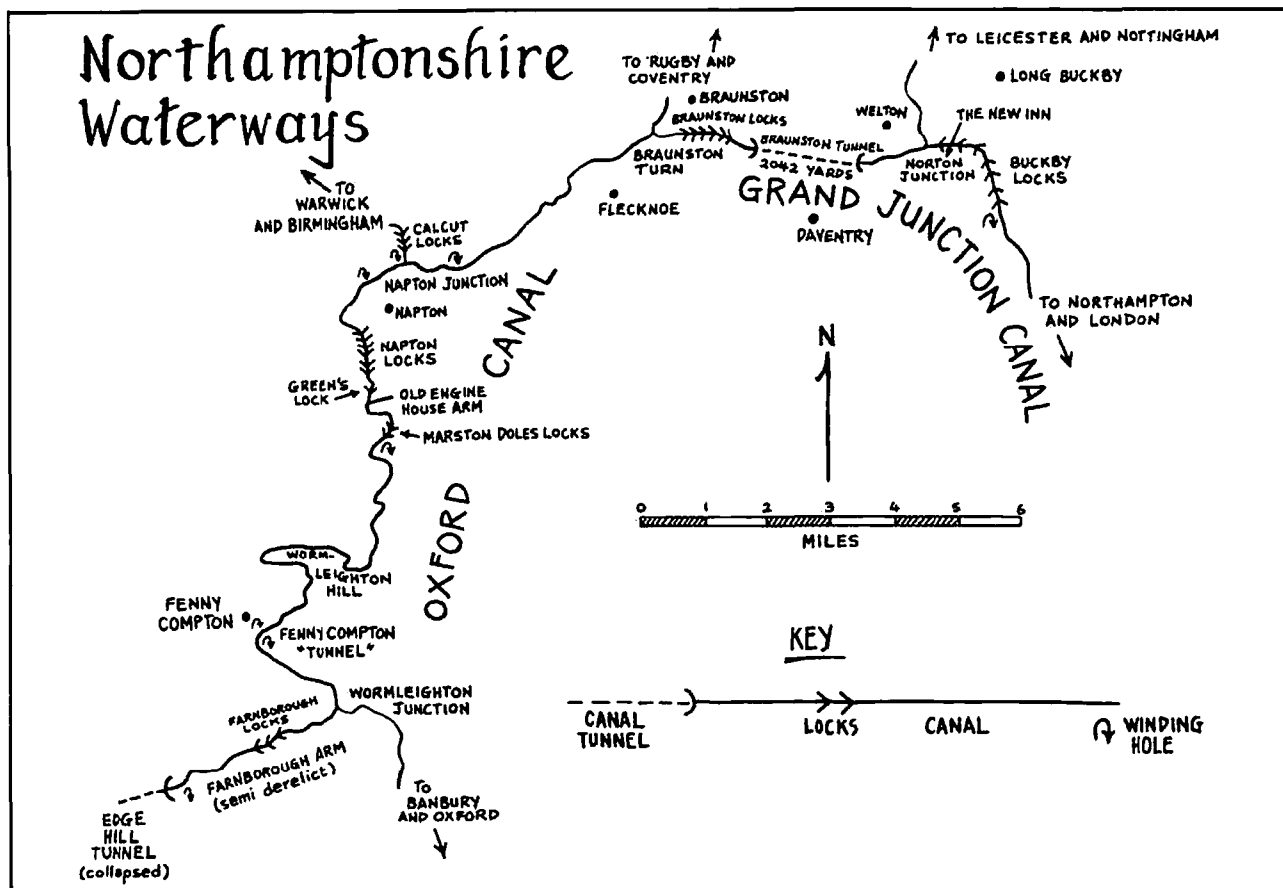 Northamptonshire
Waterways
TO RUGBY AND
COVENTRY
BRAUNSTON
BRAUNSTON LOCKS
BRAUNSTON
TURN
BRAUNSTON TUNNEL
2042 YARDS
WELTON
TO LEICESTER AND NOTTINGHAM
LONG BUCKBY
THE NEW INN
NORTON
JUNCTION
BUCKBY
LOCKS
GRAND JUNCTION CANAL
DAVENTRY
FLECKNOE
TO NORTHAMPTON
AND LONDON
TO
WARWICK
AND BIRMINGHAM
CALCUT
LOCKS
NAPTON JUNCTION
NAPTON
NAPTON
LOCKS
GREEN'S
LOCK
OLD ENGINE
HOUSE ARM
MARSTON DOLES LOCKS
OXFORD CANAL
N
0 1 2 3 4 5 6
MILES
WORM-
LEIGHTON
HILL
FENNY
COMPTON
FENNY COMPTON
"TUNNEL"
WORMLEIGHTON
JUNCTION
FARNBOROUGH
LOCKS
FARNBOROUGH ARM
(semi derelict)
EDGE
HILL
TUNNEL
(collapsed)
TO
BANBURY
AND OXFORD
KEY
CANAL
TUNNEL
LOCKS
CANAL
WINDING
HOLE